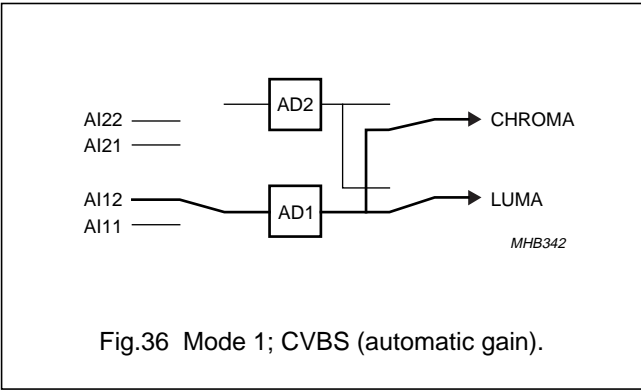 AD2
AI22
CHROMA
AI21
AI12
AD1
LUMA
AI11
MHB342
Fig.36 Mode 1; CVBS (automatic gain).